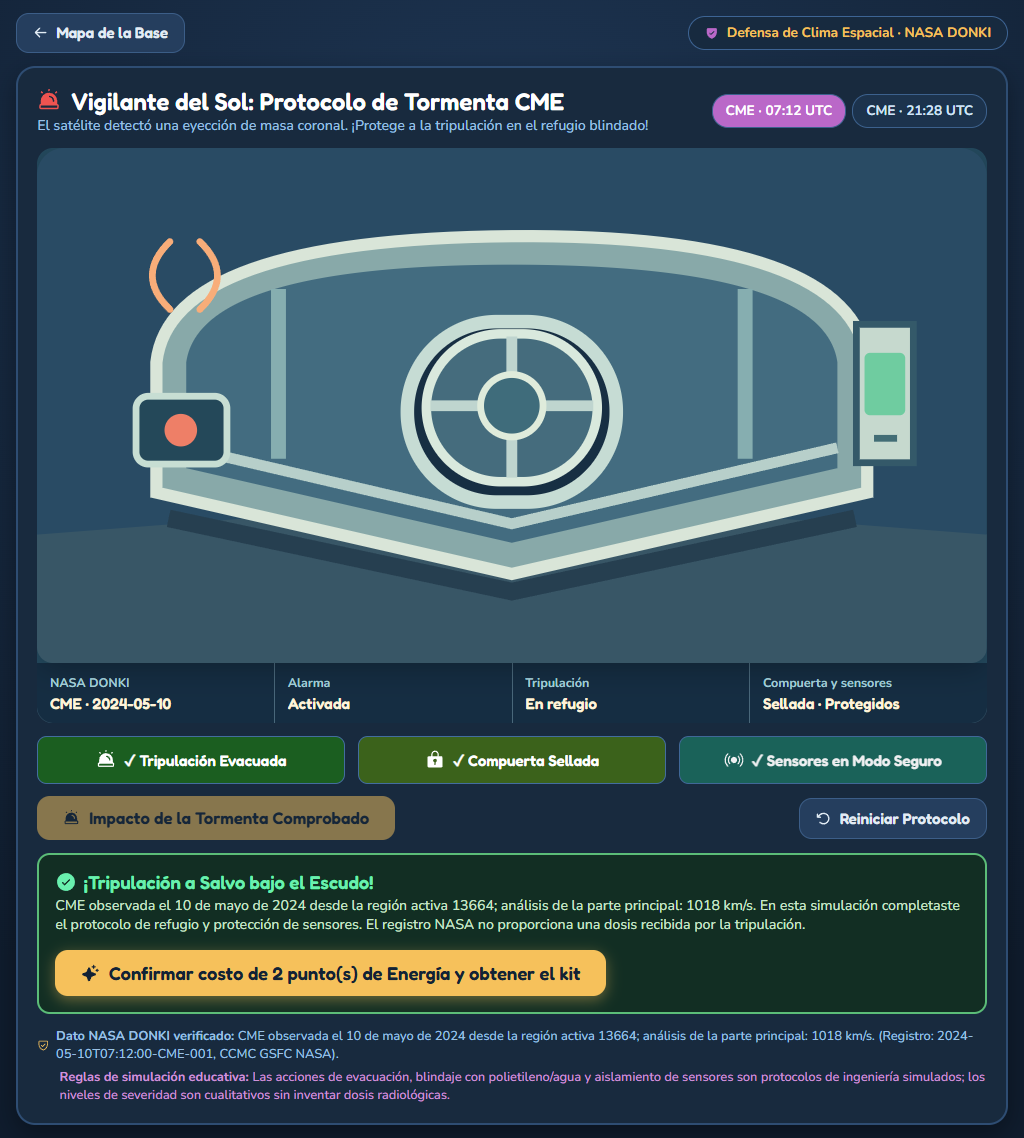 Mapa de la Base
Defensa de Clima Espacial · NASA DONKI
Vigilante del Sol: Protocolo de Tormenta CME
El satélite detectó una eyección de masa coronal. ¡Protege a la tripulación en el refugio blindado!
CME · 07:12 UTC
CME · 21:28 UTC
NASA DONKI
CME · 2024-05-10
Alarma
Activada
Tripulación
En refugio
Compuerta y sensores
Sellada · Protegidos
✓ Tripulación Evacuada
✓ Compuerta Sellada
✓ Sensores en Modo Seguro
Impacto de la Tormenta Comprobado
Reiniciar Protocolo
¡Tripulación a Salvo bajo el Escudo!
CME observada el 10 de mayo de 2024 desde la región activa 13664; análisis de la parte principal: 1018 km/s. En esta simulación completaste
el protocolo de refugio y protección de sensores. El registro NASA no proporciona una dosis recibida por la tripulación.
Confirmar costo de 2 punto(s) de Energía y obtener el kit
Dato NASA DONKI verificado: CME observada el 10 de mayo de 2024 desde la región activa 13664; análisis de la parte principal: 1018 km/s. (Registro: 2024-
05-10T07:12:00-CME-001, CCMC GSFC NASA).
Reglas de simulación educativa: Las acciones de evacuación, blindaje con polietileno/agua y aislamiento de sensores son protocolos de ingeniería simulados; los
niveles de severidad son cualitativos sin inventar dosis radiológicas.